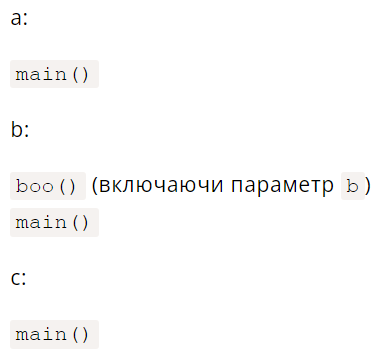 a:
main()
b:
boo() (включаючи параметр b)
main()
c:
main()